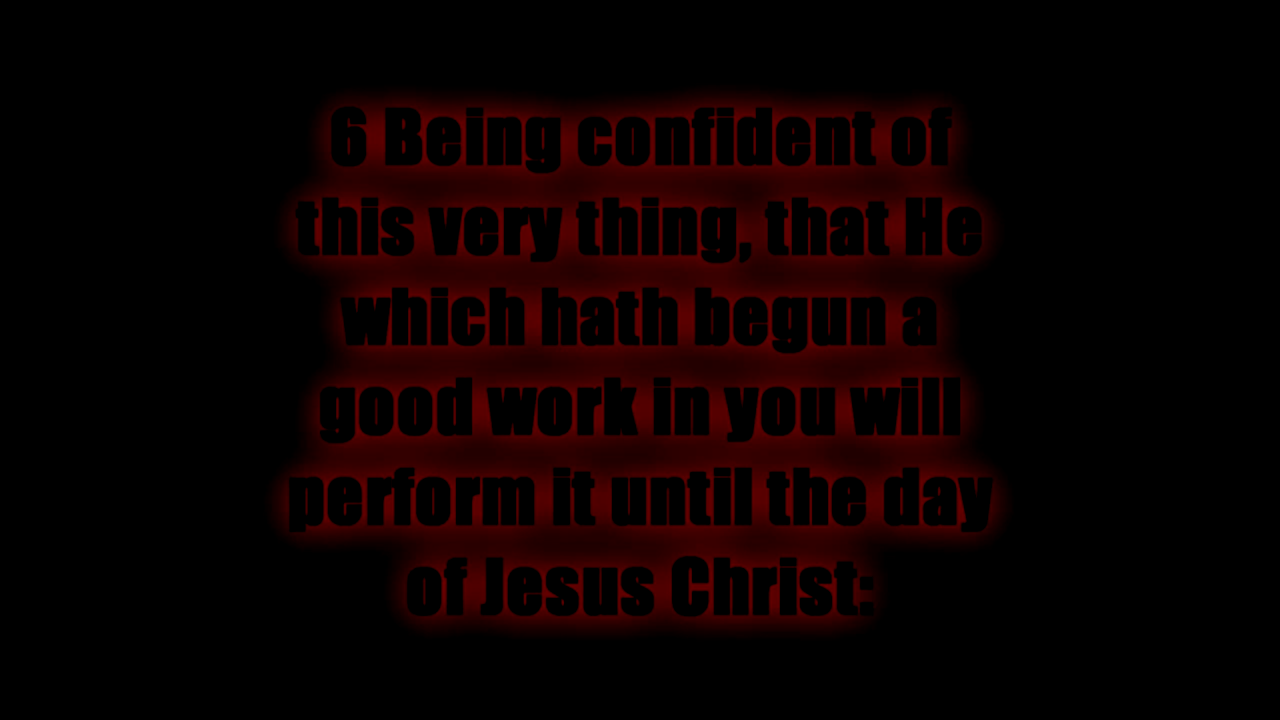 6 Being confident of
this very thing, that He
which hath begun a
good work in you will
perform it until the day
of Jesus Christ: